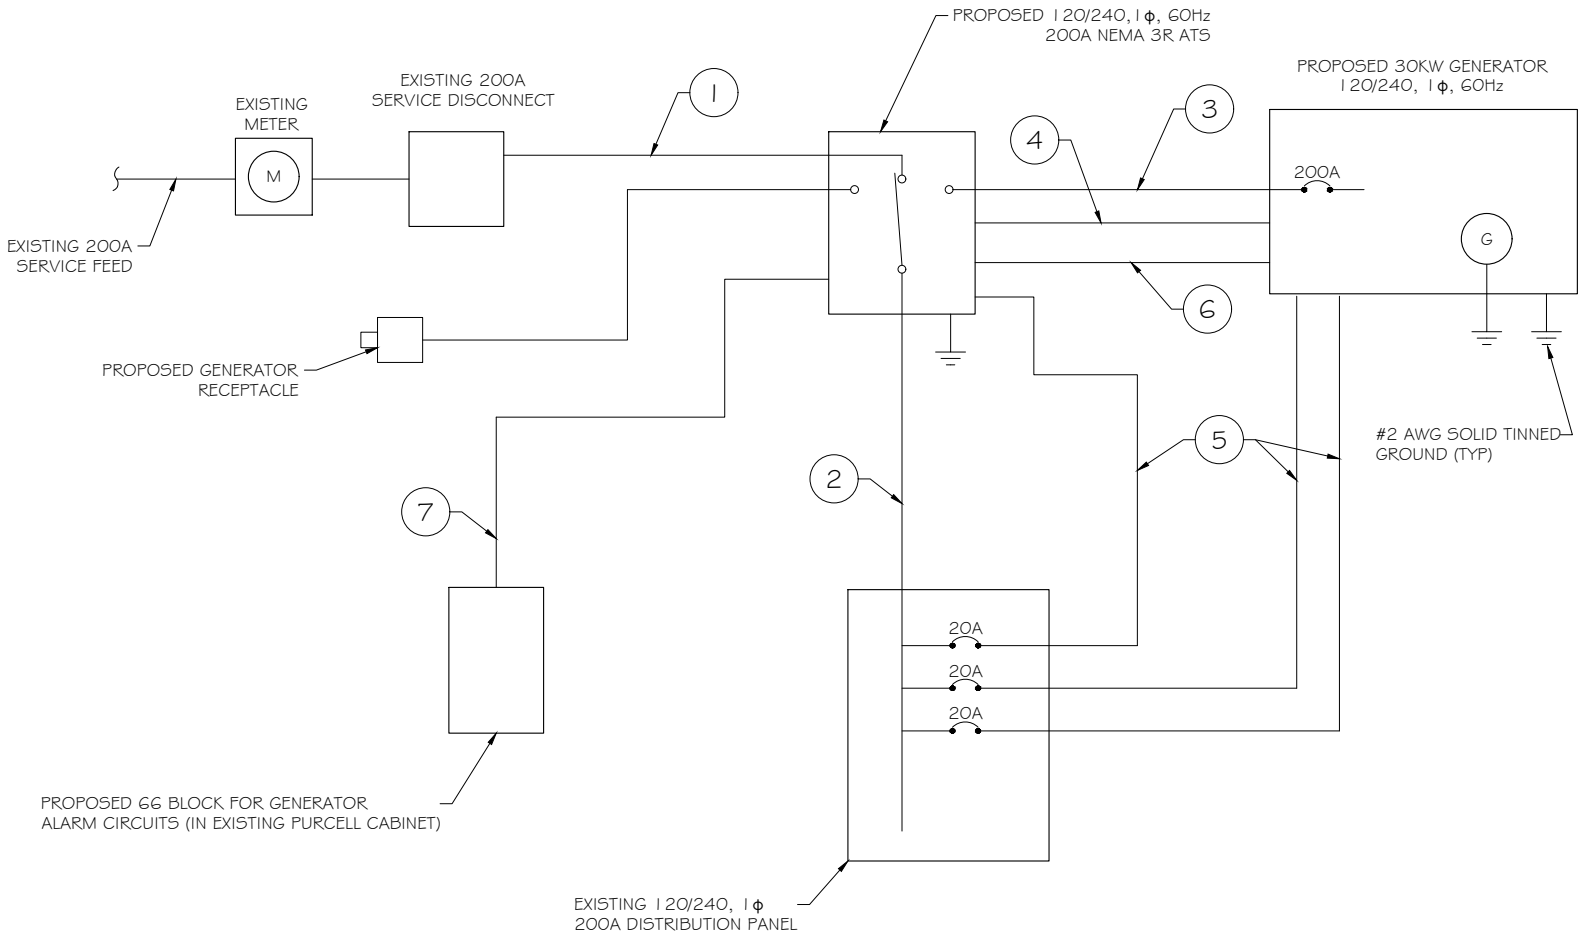 PROPOSED 120/240, 1ϕ, 60Hz
200A NEMA 3R ATS
PROPOSED 30KW GENERATOR
120/240, 1ϕ, 60Hz
EXISTING 200A
SERVICE DISCONNECT
EXISTING
METER
M
1
3
4
200A
G
EXISTING 200A
SERVICE FEED
6
PROPOSED GENERATOR
RECEPTACLE
5
#2 AWG SOLID TINNED
GROUND (TYP)
2
7
20A
20A
20A
PROPOSED 66 BLOCK FOR GENERATOR
ALARM CIRCUITS (IN EXISTING PURCELL CABINET)
EXISTING 120/240, 1ϕ
200A DISTRIBUTION PANEL